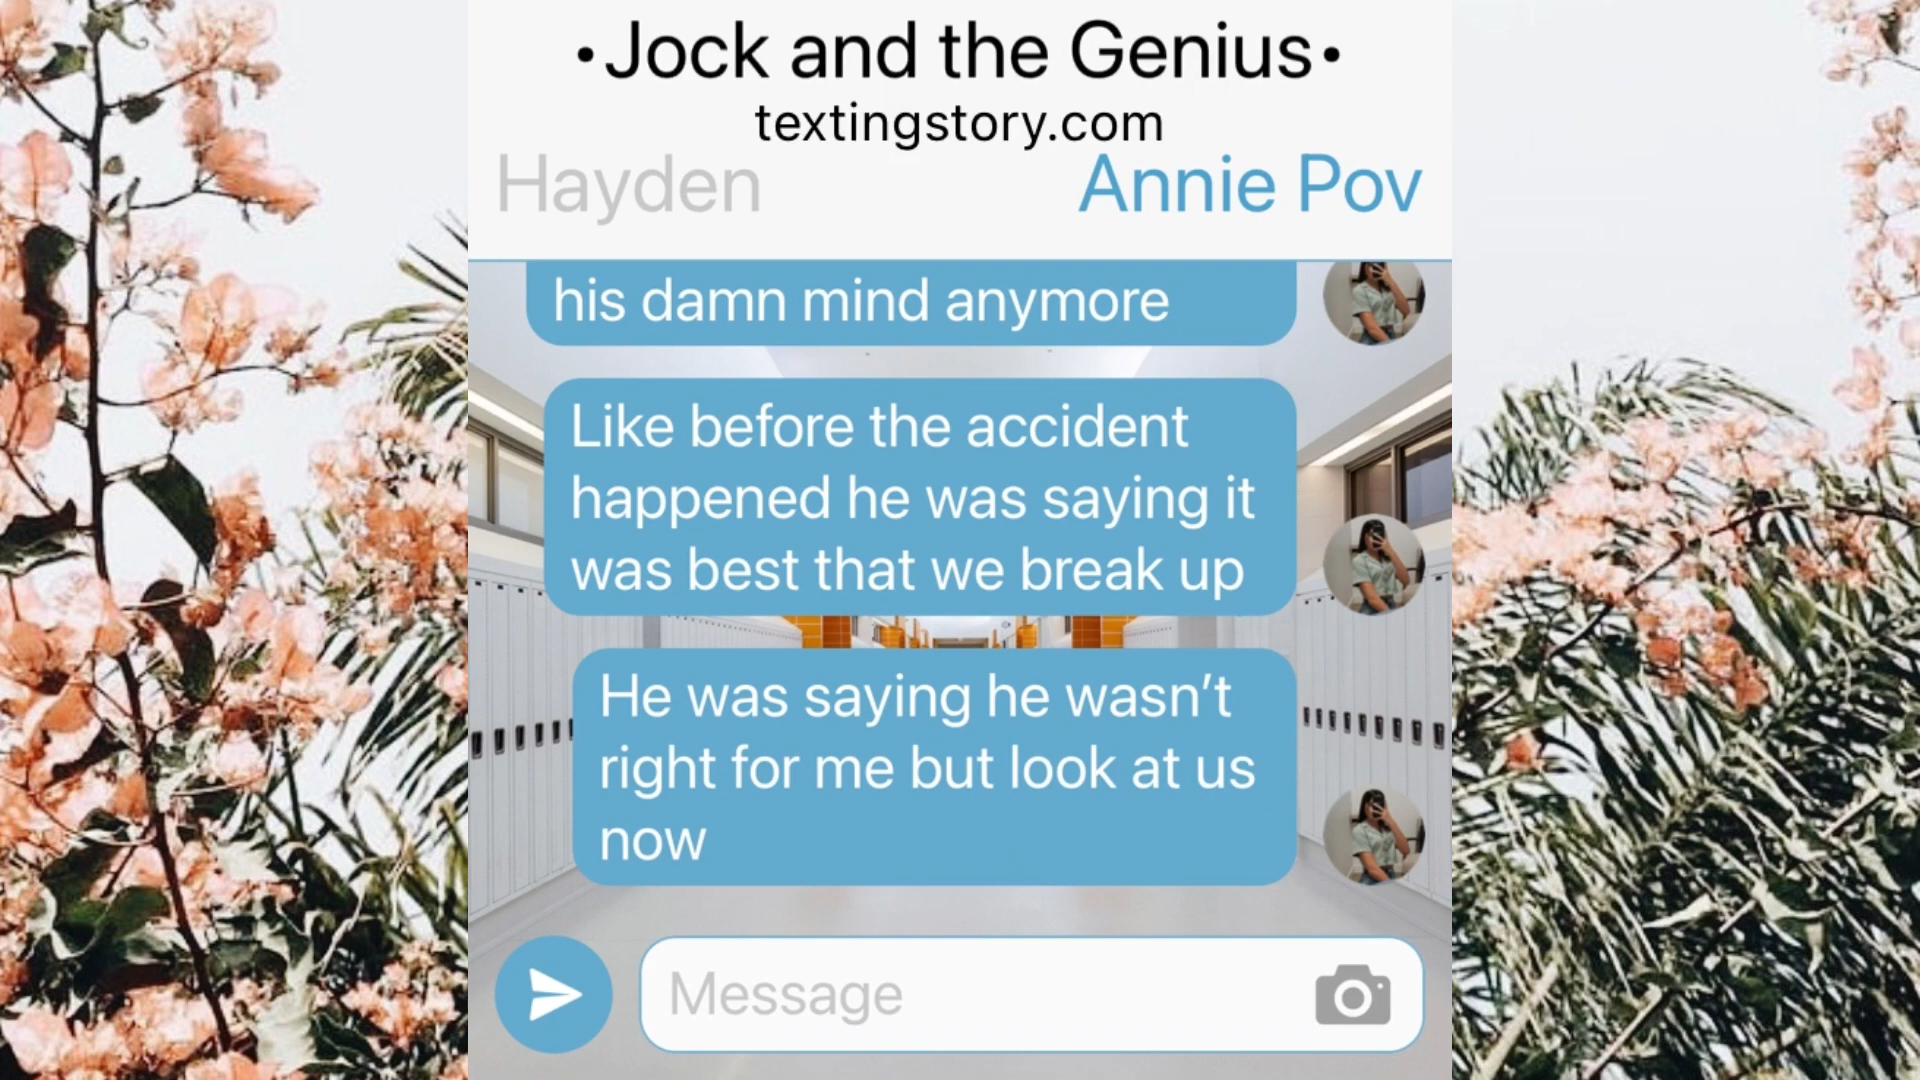 •Jock and the Genius•
textingstory.com
Hayden
Annie Pov
his damn mind anymore
Like before the accident
happened he was saying it
was best that we break up
He was saying he wasn’t
right for me but look at us
now
Message